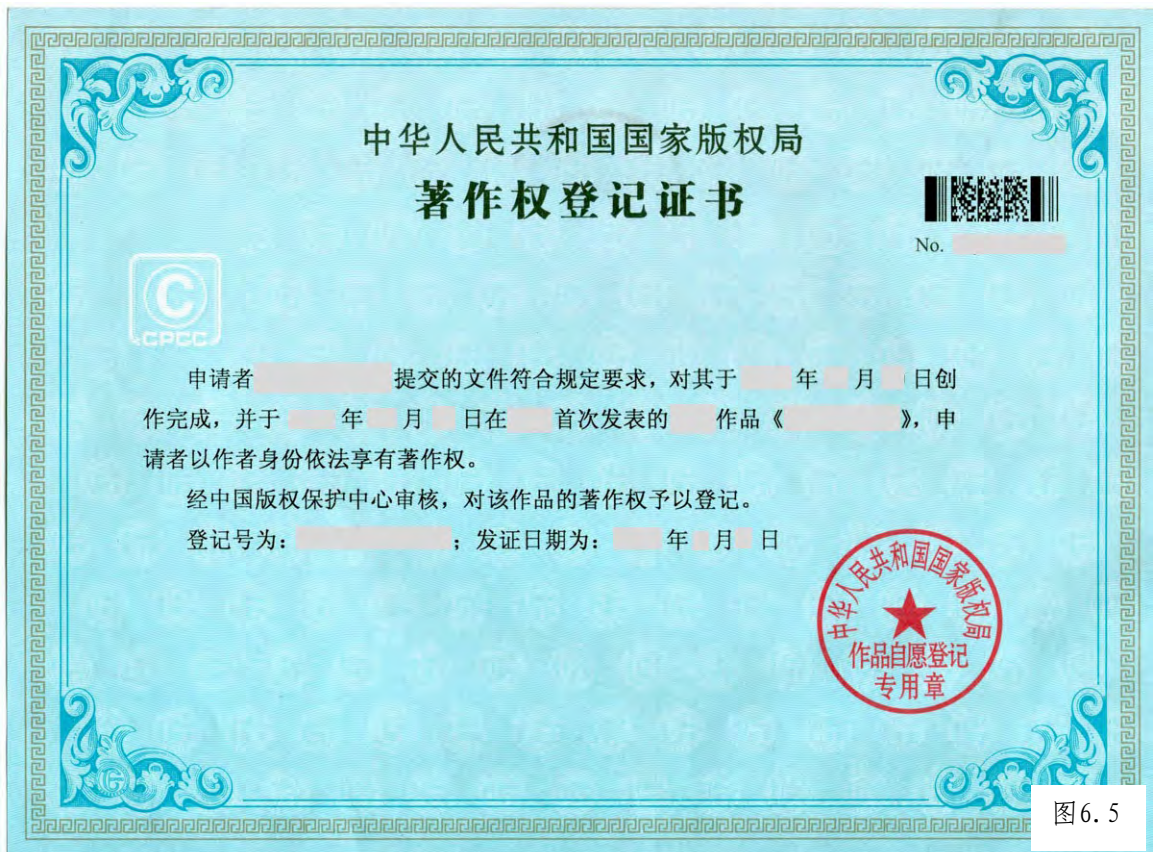 中华人民共和国国家版权局
著作权登记证书
No.
CPCC
申请者 提交的文件符合规定要求，对其于 年 月 日创
作完成，并于 年 月 日在 首次发表的 作品《 》，申
请者以作者身份依法享有著作权。
经中国版权保护中心审核，对该作品的著作权予以登记。
登记号为： ；发证日期为： 年 月 日
中华人民共和国国家版权局
作品自愿登记
专用章
图6.5